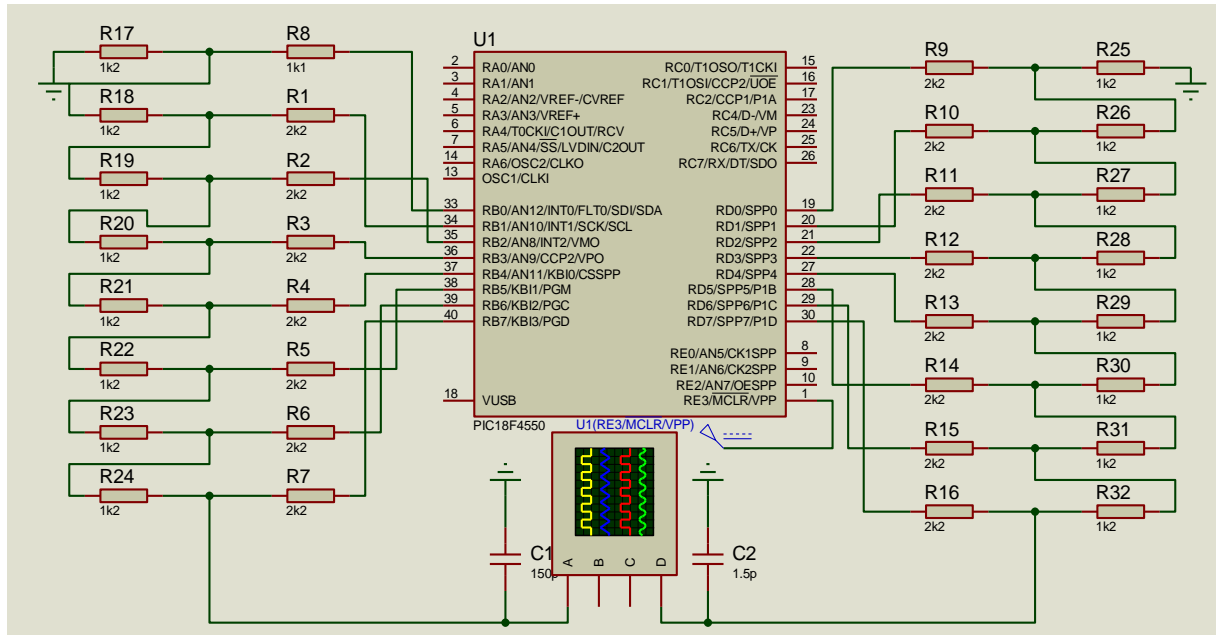 R17
1k2
R8
1k1
R18
1k2
R1
2k2
R19
1k2
R2
2k2
R20
1k2
R3
2k2
R21
1k2
R4
2k2
R22
1k2
R5
2k2
R23
1k2
R6
2k2
R24
1k2
R7
2k2
U1
2 RA0/AN0
3 RA1/AN1
4 RA2/AN2/VREF-/CVREF
5 RA3/AN3/VREF+
6 RA4/T0CKI/C1OUT/RCV
7 RA5/AN4/SS/LVDIN/C2OUT
14 RA6/OSC2/CLKO
13 OSC1/CLKI
33 RB0/AN12/INT0/FLT0/SDI/SDA
34 RB1/AN10/INT1/SCK/SCL
35 RB2/AN8/INT2/VMO
36 RB3/AN9/CCP2/VPO
37 RB4/AN11/KBI0/CSSPP
38 RB5/KBI1/PGM
39 RB6/KBI2/PGC
40 RB7/KBI3/PGD
18 VUSB
RC0/T1OSO/T1CKI 15
RC1/T1OSI/CCP2/UOE 16
RC2/CCP1/P1A 17
RC4/D-/VM 23
RC5/D+/VP 24
RC6/TX/CK 25
RC7/RX/DT/SDO 26
RD0/SPP0 19
RD1/SPP1 20
RD2/SPP2 21
RD3/SPP3 22
RD4/SPP4 27
RD5/SPP5/P1B 28
RD6/SPP6/P1C 29
RD7/SPP7/P1D 30
RE0/AN5/CK1SPP 8
RE1/AN6/CK2SPP 9
RE2/AN7/OESPP 10
RE3/MCLR/VPP 1
PIC18F4550
U1(RE3/MCLR/VPP)
C1
150p
A B C D
C2
1.5p
R9
2k2
R25
1k2
R10
2k2
R26
1k2
R11
2k2
R27
1k2
R12
2k2
R28
1k2
R13
2k2
R29
1k2
R14
2k2
R30
1k2
R15
2k2
R31
1k2
R16
2k2
R32
1k2